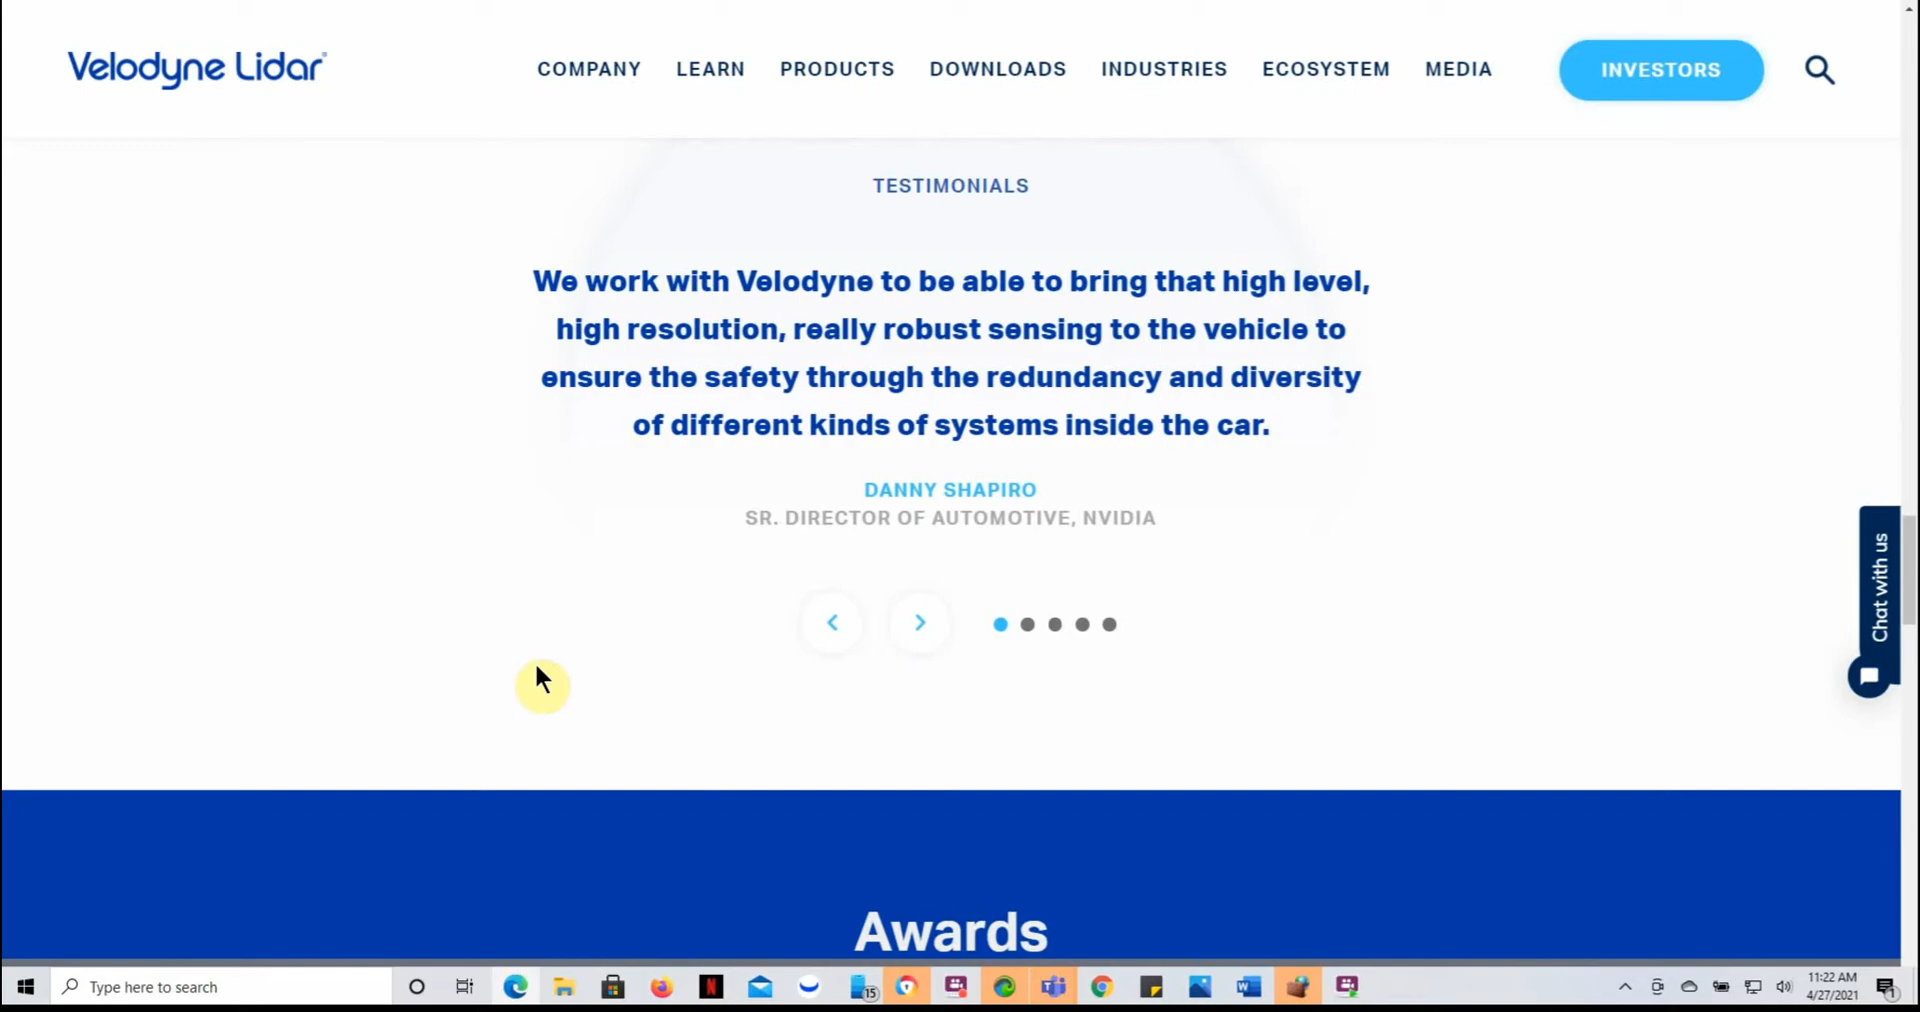 Velodyne Lidar
COMPANY LEARN PRODUCTS DOWNLOADS INDUSTRIES ECOSYSTEM MEDIA INVESTORS
TESTIMONIALS
We work with Velodyne to be able to bring that high level,
high resolution, really robust sensing to the vehicle to
ensure the safety through the redundancy and diversity
of different kinds of systems inside the car.
DANNY SHAPIRO
SR. DIRECTOR OF AUTOMOTIVE, NVIDIA
Chat with us
Awards
Type here to search
15
11:22 AM
4/27/2021
1